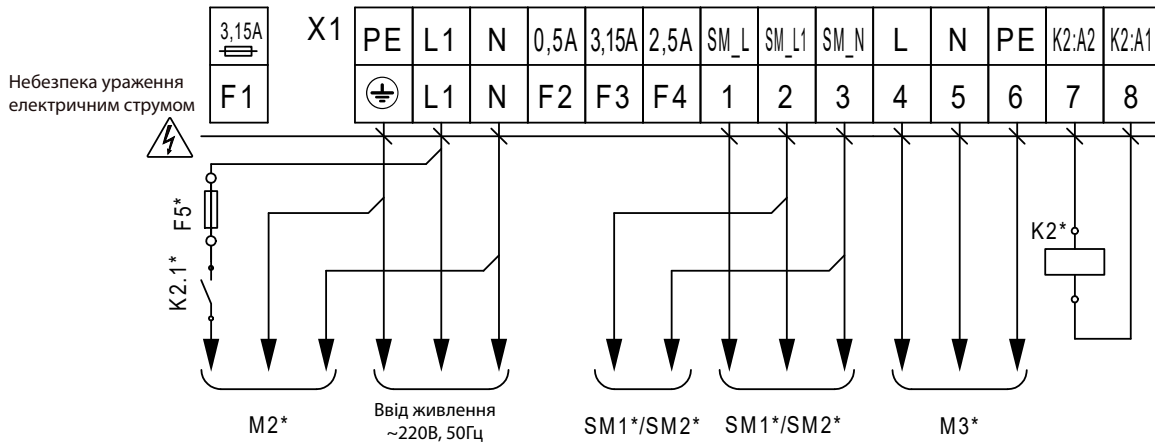 3,15A X1 PE L1 N 0,5A 3,15A 2,5A SM_L SM_L1 SM_N L N PE K2:A2 K2:A1
F1 L1 N F2 F3 F4 1 2 3 4 5 6 7 8
Небезпека ураження
електричним струмом
F5*
K2.1*
K2*
M2*
Ввід живлення
~220В, 50Гц
SM1*/SM2*
SM1*/SM2*
M3*